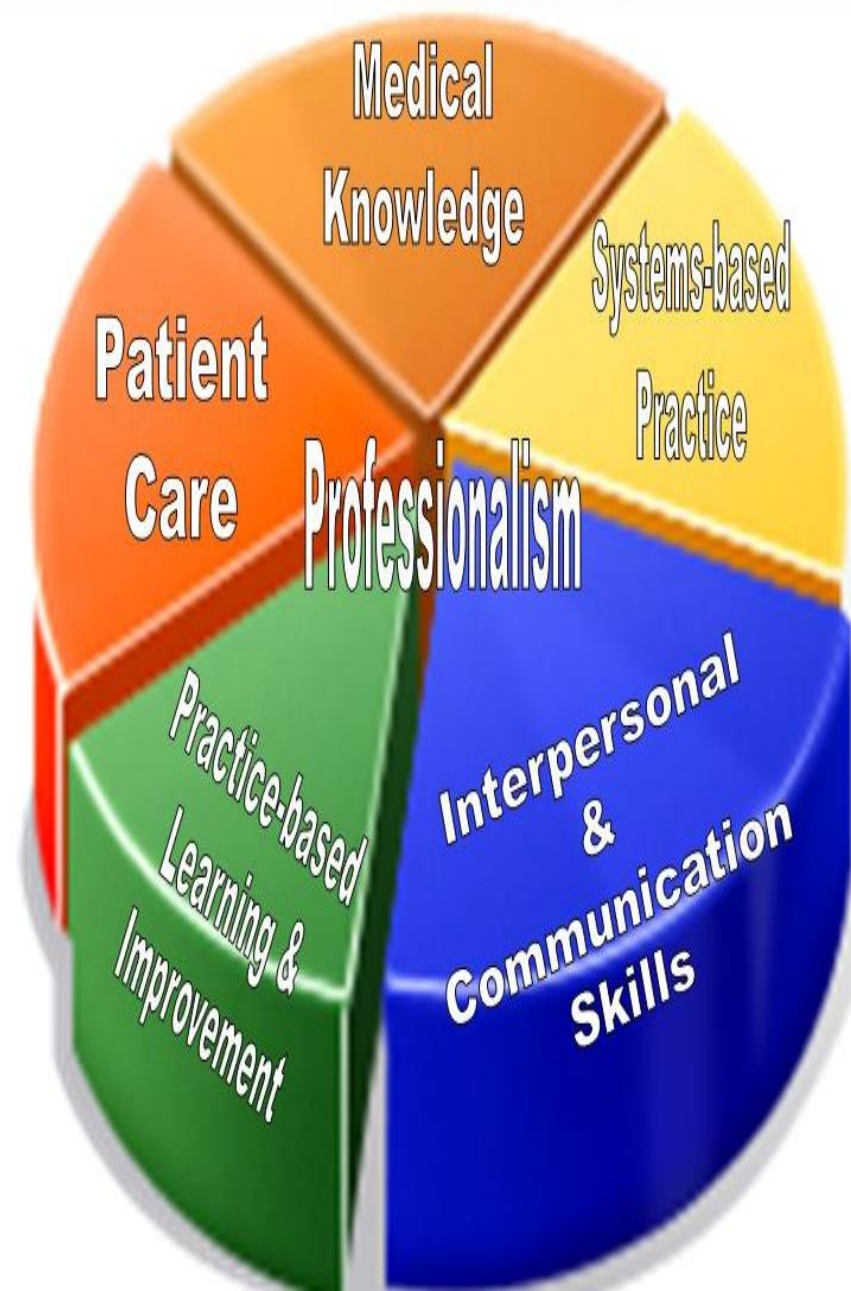 Medical
Knowledge
Systems-based
Practice
Patient
Care
Professionalism
Practice-based
Learning &
Improvement
Interpersonal
&
Communication
Skills